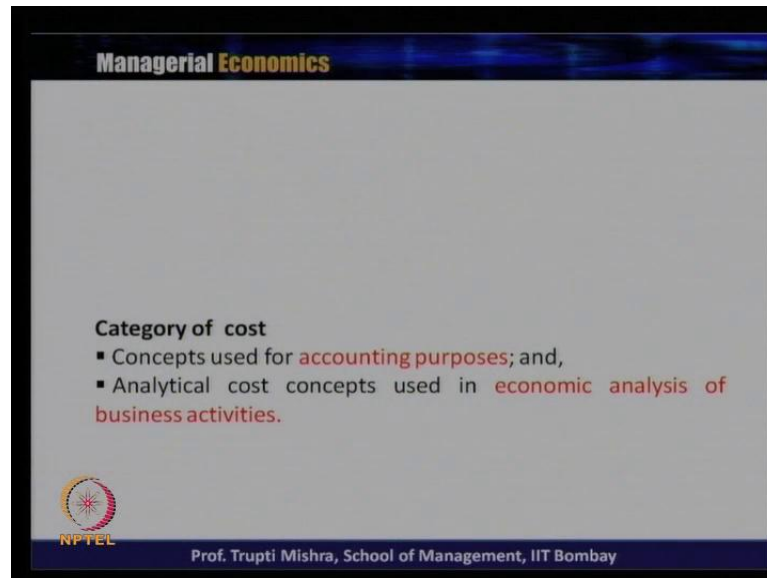 Managerial Economics
Category of cost
▪ Concepts used for accounting purposes; and,
▪ Analytical cost concepts used in economic analysis of
business activities.
NPTEL
Prof. Trupti Mishra, School of Management, IIT Bombay